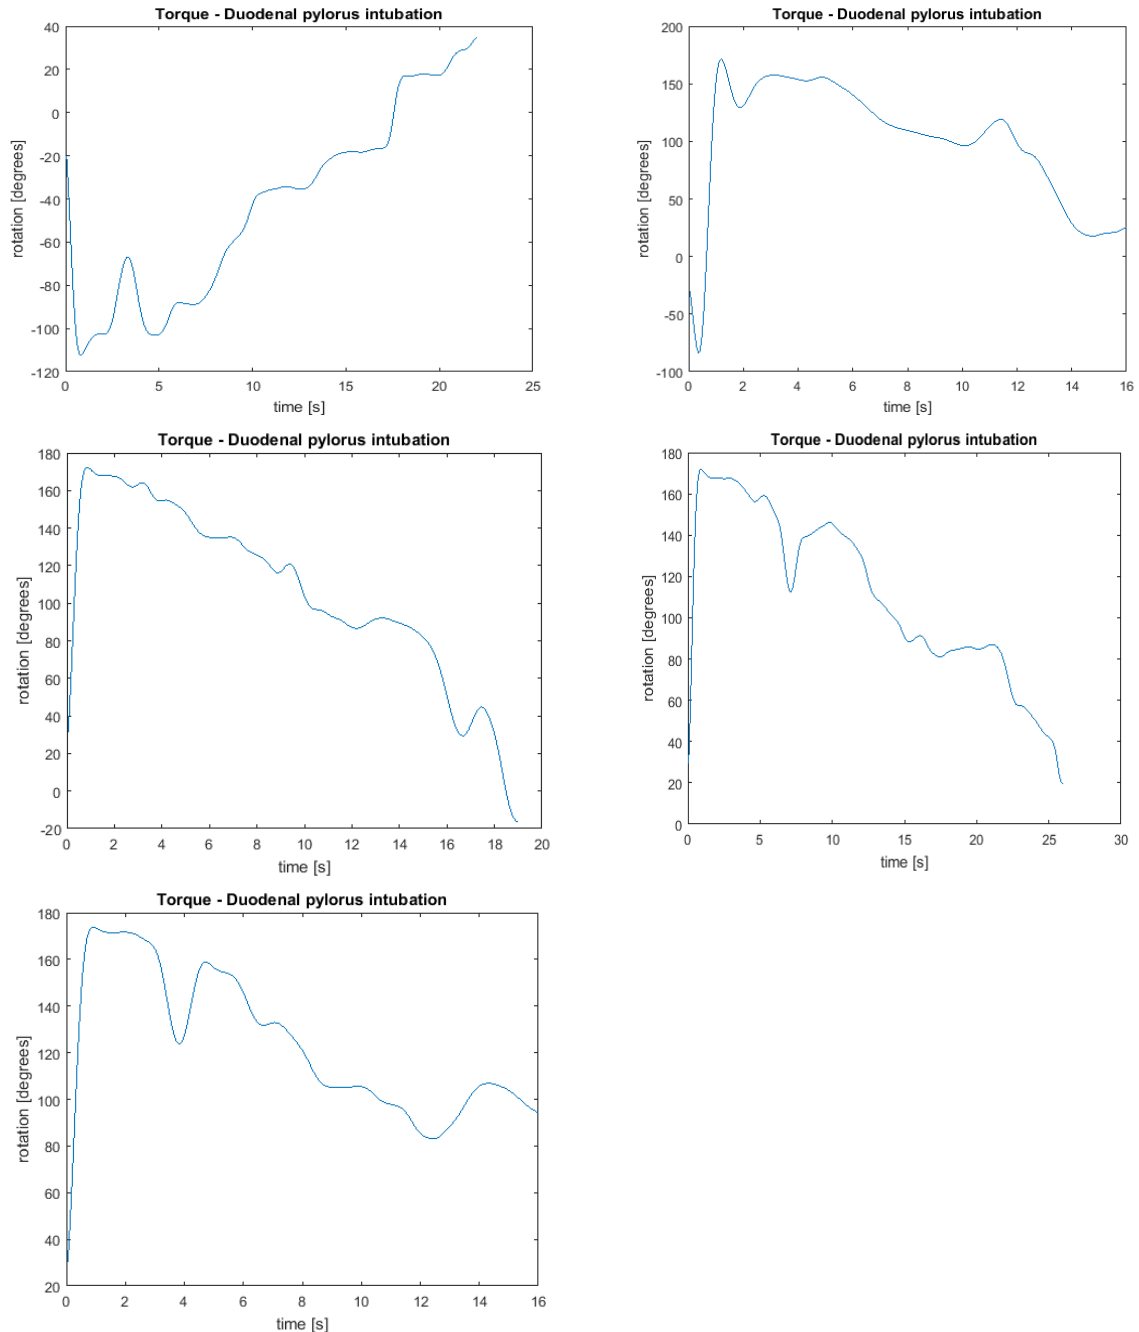 Torque - Duodenal pylorus intubation
40
20
0
-20
-40
-60
-80
-100
-120
rotation [degrees]
0 5 10 15 20 25
time [s]
Torque - Duodenal pylorus intubation
200
150
100
50
0
-50
-100
rotation [degrees]
0 2 4 6 8 10 12 14 16
time [s]
Torque - Duodenal pylorus intubation
180
160
140
120
100
80
60
40
20
0
-20
rotation [degrees]
0 2 4 6 8 10 12 14 16 18 20
time [s]
Torque - Duodenal pylorus intubation
180
160
140
120
100
80
60
40
20
0
rotation [degrees]
0 5 10 15 20 25 30
time [s]
Torque - Duodenal pylorus intubation
180
160
140
120
100
80
60
40
20
rotation [degrees]
0 2 4 6 8 10 12 14 16
time [s]